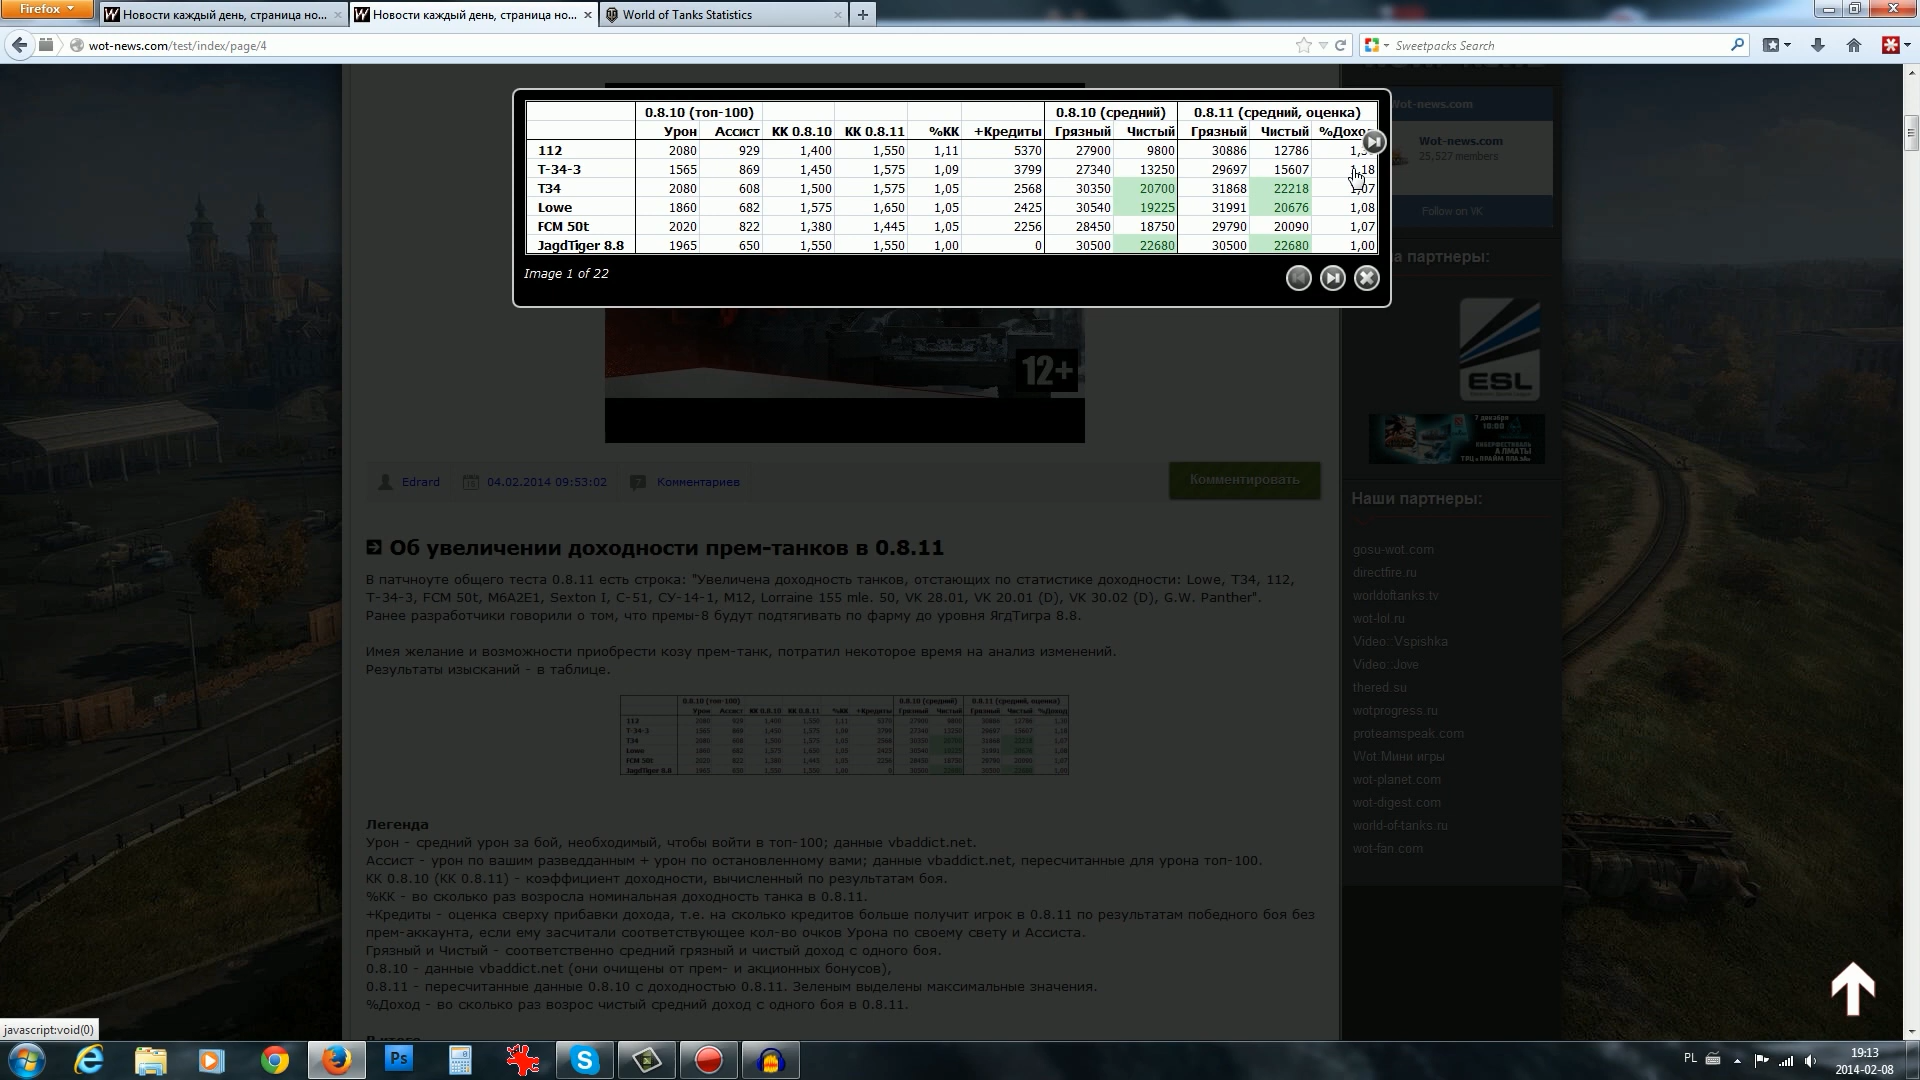 Firefox
Новости каждый день, страница но...
Новости каждый день, страница но...
World of Tanks Statistics
wot-news.com/test/index/page/4
Sweetpacks Search
0.8.10 (топ-100) 0.8.10 (средний) 0.8.11 (средний, оценка)
Урон Ассист КК 0.8.10 КК 0.8.11 %КК +Кредиты Грязный Чистый Грязный Чистый
112 2080 929 1,400 1,550 1,11 5370 27900 9800 30886 12786
T-34-3 1565 869 1,450 1,575 1,09 3799 27340 13250 29697 15607 1,18
T34 2080 608 1,500 1,575 1,05 2568 30350 20700 31868 22218 1,07
Lowe 1860 682 1,575 1,650 1,05 2425 30540 19225 31991 20676 1,08
FCM 50t 2020 822 1,380 1,445 1,05 2256 28450 18750 29790 20090 1,07
JagdTiger 8.8 1965 650 1,550 1,550 1,00 0 30500 22680 30500 22680 1,00
Image 1 of 22
Wot-news.com
Wot-news.com
25,527 members
Follow on VK
партнеры:
ESL
7 декабря
10:00
КИБЕРФЕСТИВАЛЬ
АЛМАТЫ
12+
Edrard 04.02.2014 09:53:02 7 Комментариев
Комментировать
Об увеличении доходности прем-танков в 0.8.11
В патчноуте общего теста 0.8.11 есть строка: "Увеличена доходность танков, отстающих по статистике доходности: Lowe, T34, 112,
T-34-3, FCM 50t, M6A2E1, Sexton I, С-51, СУ-14-1, M12, Lorraine 155 mle. 50, VK 28.01, VK 20.01 (D), VK 30.02 (D), G.W. Panther".
Ранее разработчики говорили о том, что премы-8 будут подтягивать по фарму до уровня ЯгдТигра 8.8.
Имея желание и возможности приобрести козу прем-танк, потратил некоторое время на анализ изменений.
Результаты изысканий - в таблице.
Легенда
Урон - средний урон за бой, необходимый, чтобы войти в топ-100; данные vbaddict.net.
Ассист - урон по вашим разведданным + урон по остановленному вами; данные vbaddict.net, пересчитанные для урона топ-100.
КК 0.8.10 (КК 0.8.11) - коэффициент доходности, вычисленный по результатам боя.
%КК - во сколько раз возросла номинальная доходность танка в 0.8.11.
+Кредиты - оценка сверху прибавки дохода, т.е. на сколько кредитов больше получит игрок в 0.8.11 по результатам победного боя без
прем-аккаунта, если ему засчитали соответствующее кол-во очков Урона по своему свету и Ассиста.
Грязный и Чистый - соответственно средний грязный и чистый доход с одного боя.
0.8.10 - данные vbaddict.net (они очищены от прем- и акционных бонусов),
0.8.11 - пересчитанные данные 0.8.10 с доходностью 0.8.11. Зеленым выделены максимальные значения.
%Доход - во сколько раз возрос чистый средний доход с одного боя в 0.8.11.
Наши партнеры:
gosu-wot.com
directfire.ru
worldoftanks.tv
wot-lol.ru
Video::Vspishka
Video::Jove
thered.su
wotprogress.ru
proteamspeak.com
Wot Мини игры
wot-planet.com
wot-digest.com
world-of-tanks.ru
wot-fan.com
javascript:void(0)
Ps
PL
19:13
2014-02-08